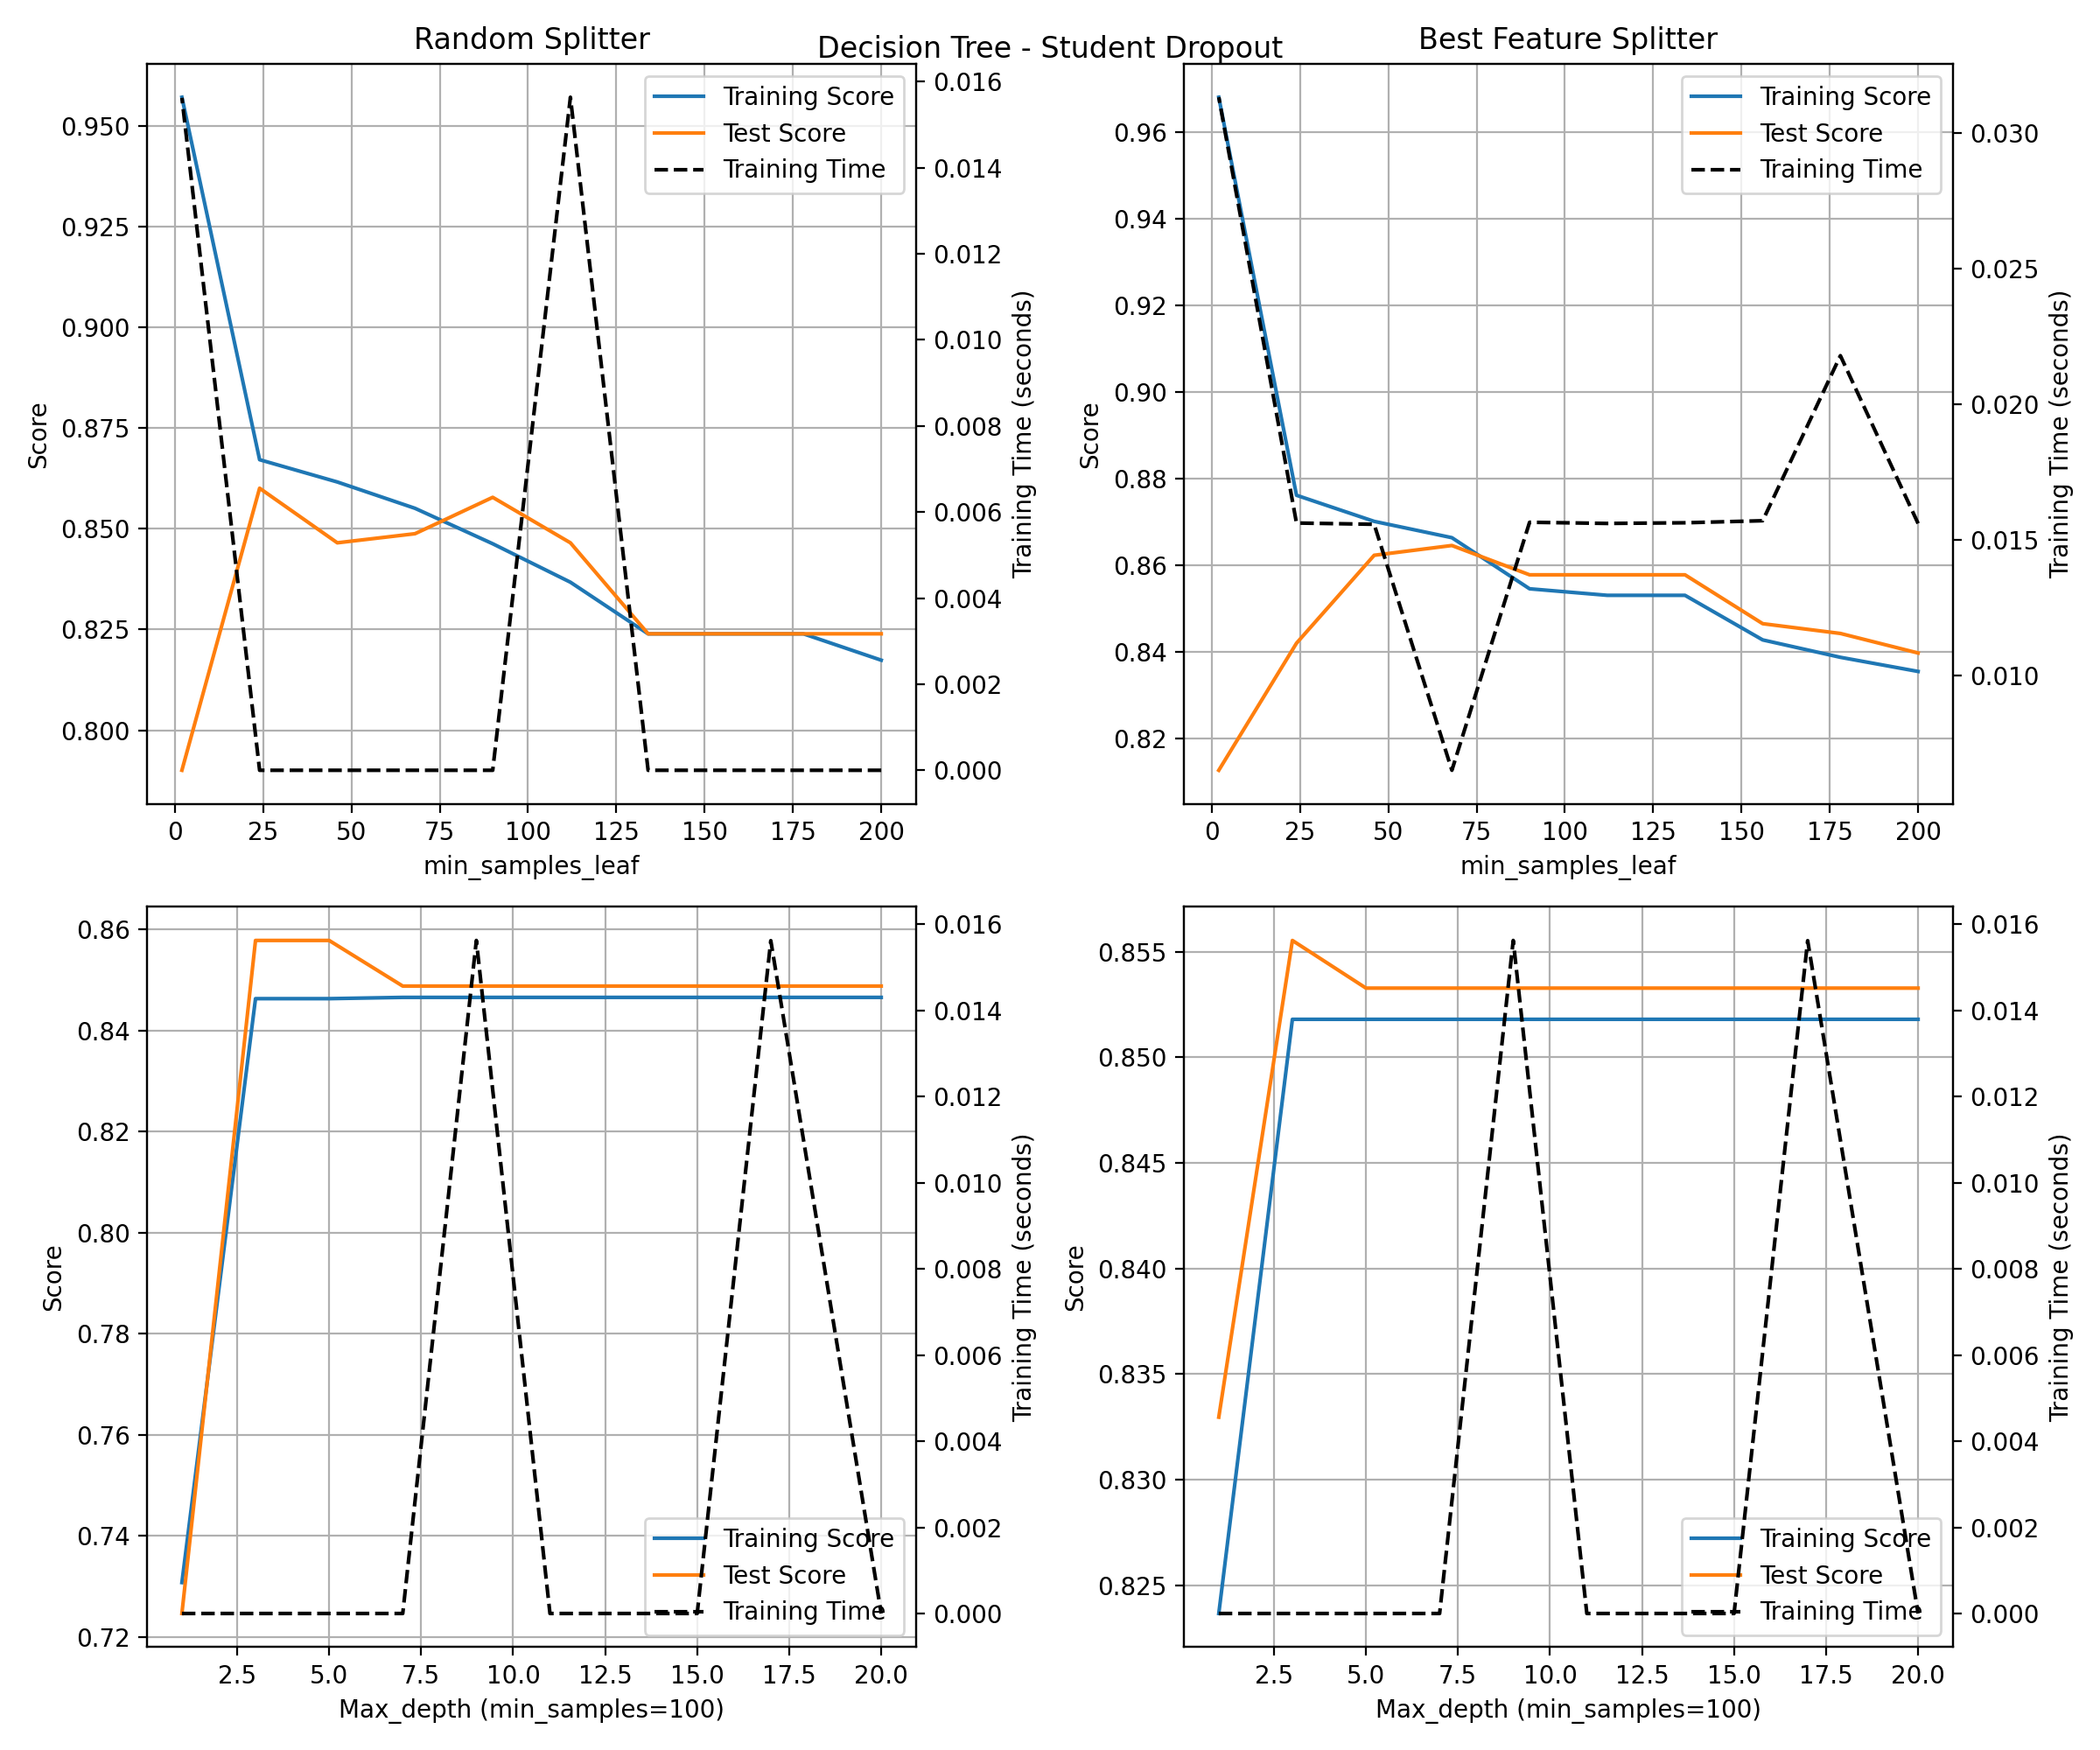 Decision Tree - Student Dropout
Random Splitter
Training Score
Test Score
Training Time
Score
0.950
0.925
0.900
0.875
0.850
0.825
0.800
0.016
0.014
0.012
0.010
0.008
0.006
0.004
0.002
0.000
Training Time (seconds)
0 25 50 75 100 125 150 175 200
min_samples_leaf
Best Feature Splitter
Training Score
Test Score
Training Time
Score
0.96
0.94
0.92
0.90
0.88
0.86
0.84
0.82
0.030
0.025
0.020
0.015
0.010
Training Time (seconds)
0 25 50 75 100 125 150 175 200
min_samples_leaf
Score
0.86
0.84
0.82
0.80
0.78
0.76
0.74
0.72
0.016
0.014
0.012
0.010
0.008
0.006
0.004
0.002
0.000
Training Time (seconds)
Training Score
Test Score
Training Time
2.5 5.0 7.5 10.0 12.5 15.0 17.5 20.0
Max_depth (min_samples=100)
Score
0.855
0.850
0.845
0.840
0.835
0.830
0.825
0.016
0.014
0.012
0.010
0.008
0.006
0.004
0.002
0.000
Training Time (seconds)
Training Score
Test Score
Training Time
2.5 5.0 7.5 10.0 12.5 15.0 17.5 20.0
Max_depth (min_samples=100)